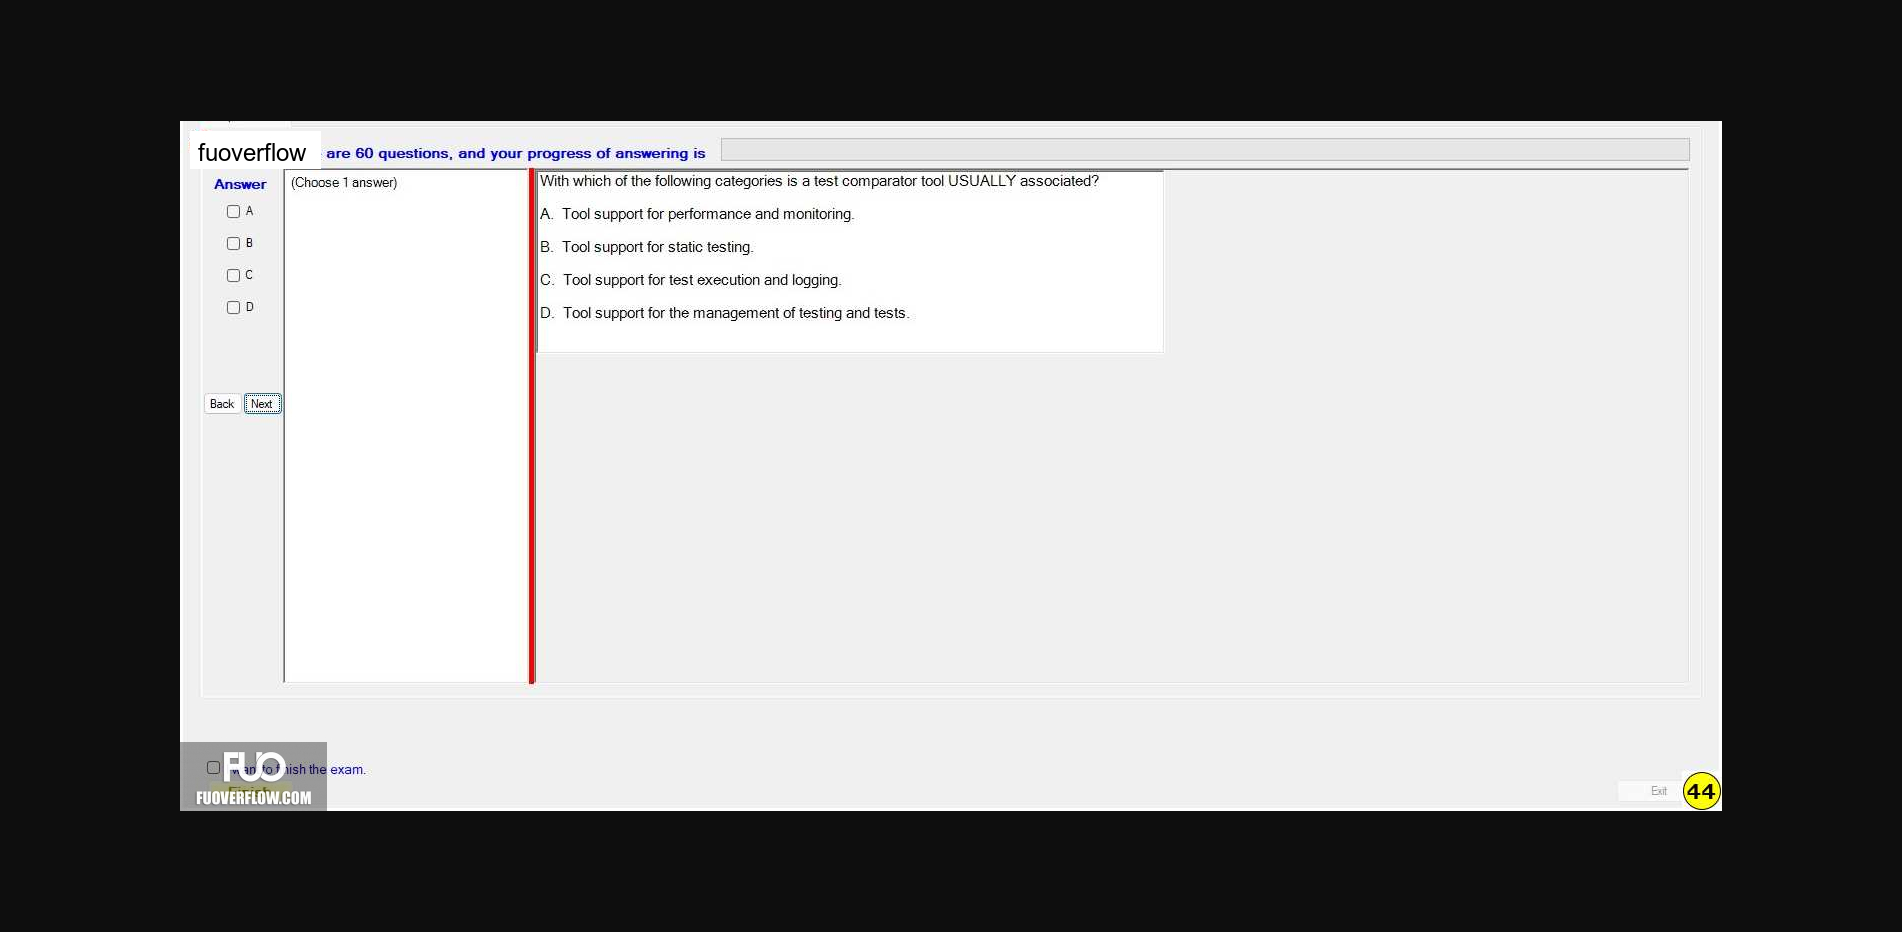 fuoverflow are 60 questions, and your progress of answering is
Answer
(Choose 1 answer)
A
B
C
D
Back Next
With which of the following categories is a test comparator tool USUALLY associated?
A. Tool support for performance and monitoring.
B. Tool support for static testing.
C. Tool support for test execution and logging.
D. Tool support for the management of testing and tests.
want to finish the exam.
FUO
Finish
FUOVERFLOW.COM
Exit
44